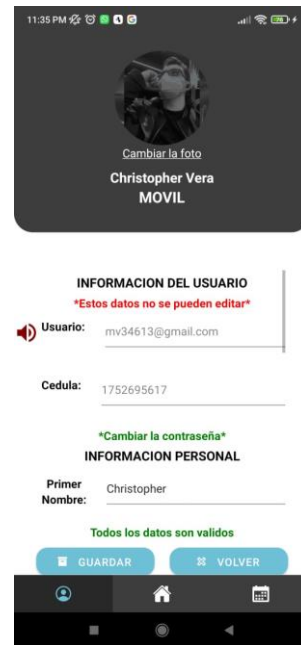 11:35 PM
Cambiar la foto
Christopher Vera
MOVIL
INFORMACION DEL USUARIO
*Estos datos no se pueden editar*
Usuario: mv34613@gmail.com
Cedula: 1752695617
*Cambiar la contraseña*
INFORMACION PERSONAL
Primer
Nombre: Christopher
Todos los datos son validos
GUARDAR VOLVER